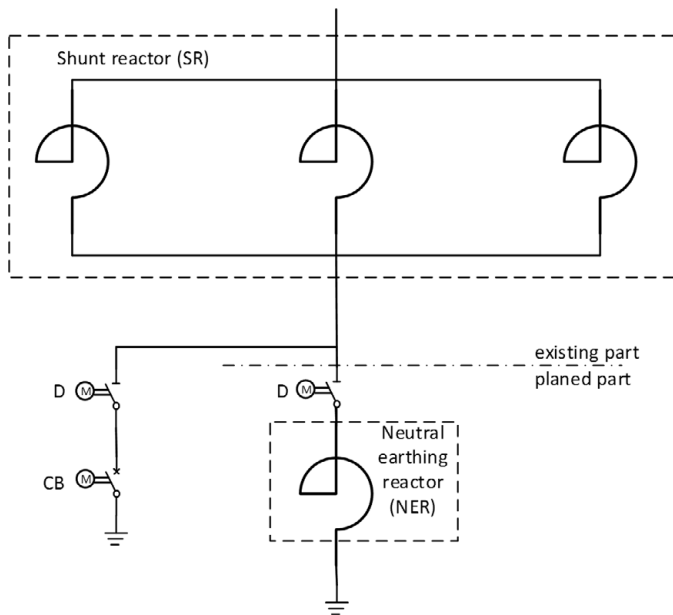 Shunt reactor (SR)
existing part
planed part
D
M
D
M
Neutral
earthing
reactor
(NER)
CB
M